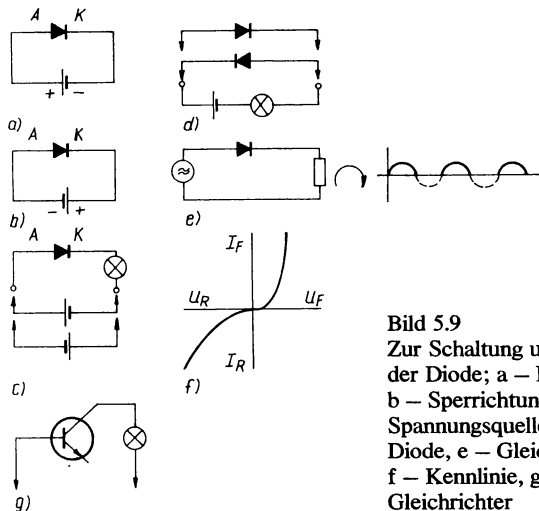 A K
+ −
a)
A K
− +
b)
A K
c)
g)
d)
≈
e)
I_F
U_R U_F
I_R
f)
Bild 5.9
Zur Schaltung u
der Diode; a –
b – Sperrichtun
Spannungsquelle
Diode, e – Gleic
f – Kennlinie, g
Gleichrichter